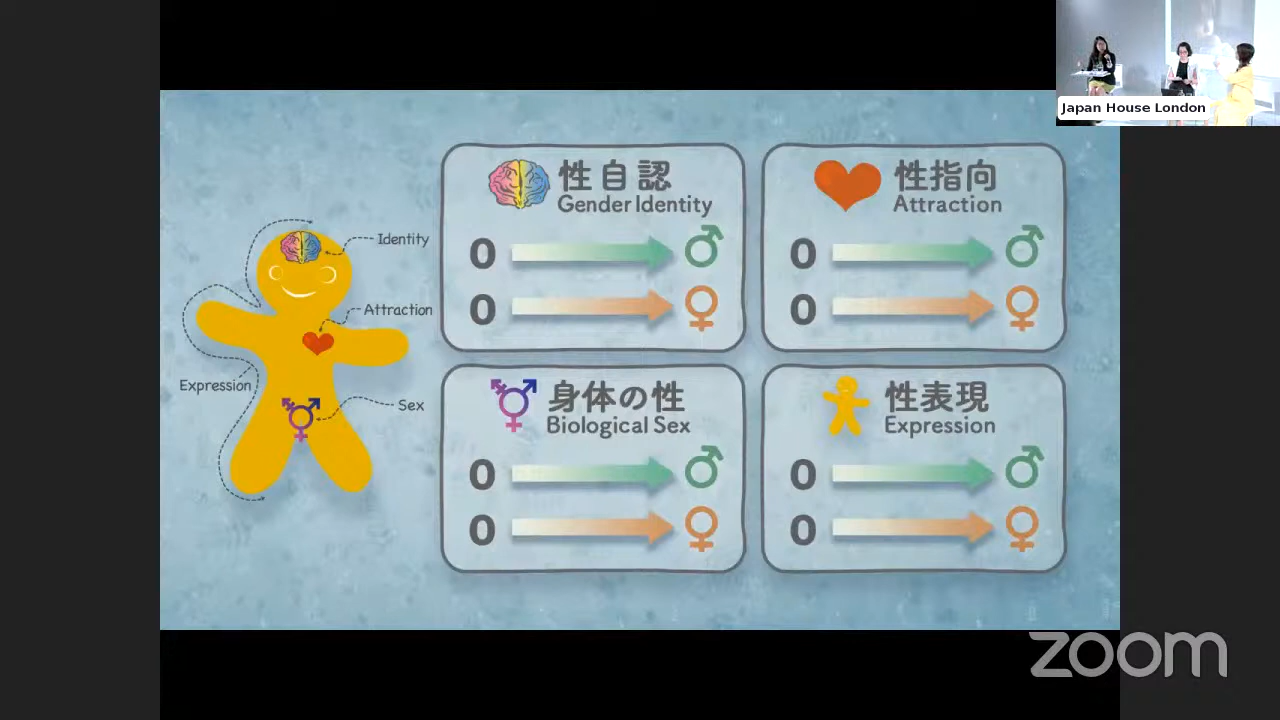 Japan House London
Identity
Attraction
Expression
Sex
性自認
Gender Identity
0
0
性指向
Attraction
0
0
身体の性
Biological Sex
0
0
性表現
Expression
0
0
zoom